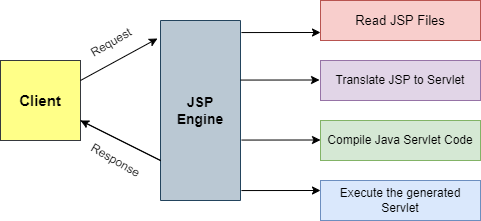 Client
Request
Response
JSP
Engine
Read JSP Files
Translate JSP to Servlet
Compile Java Servlet Code
Execute the generated
Servlet